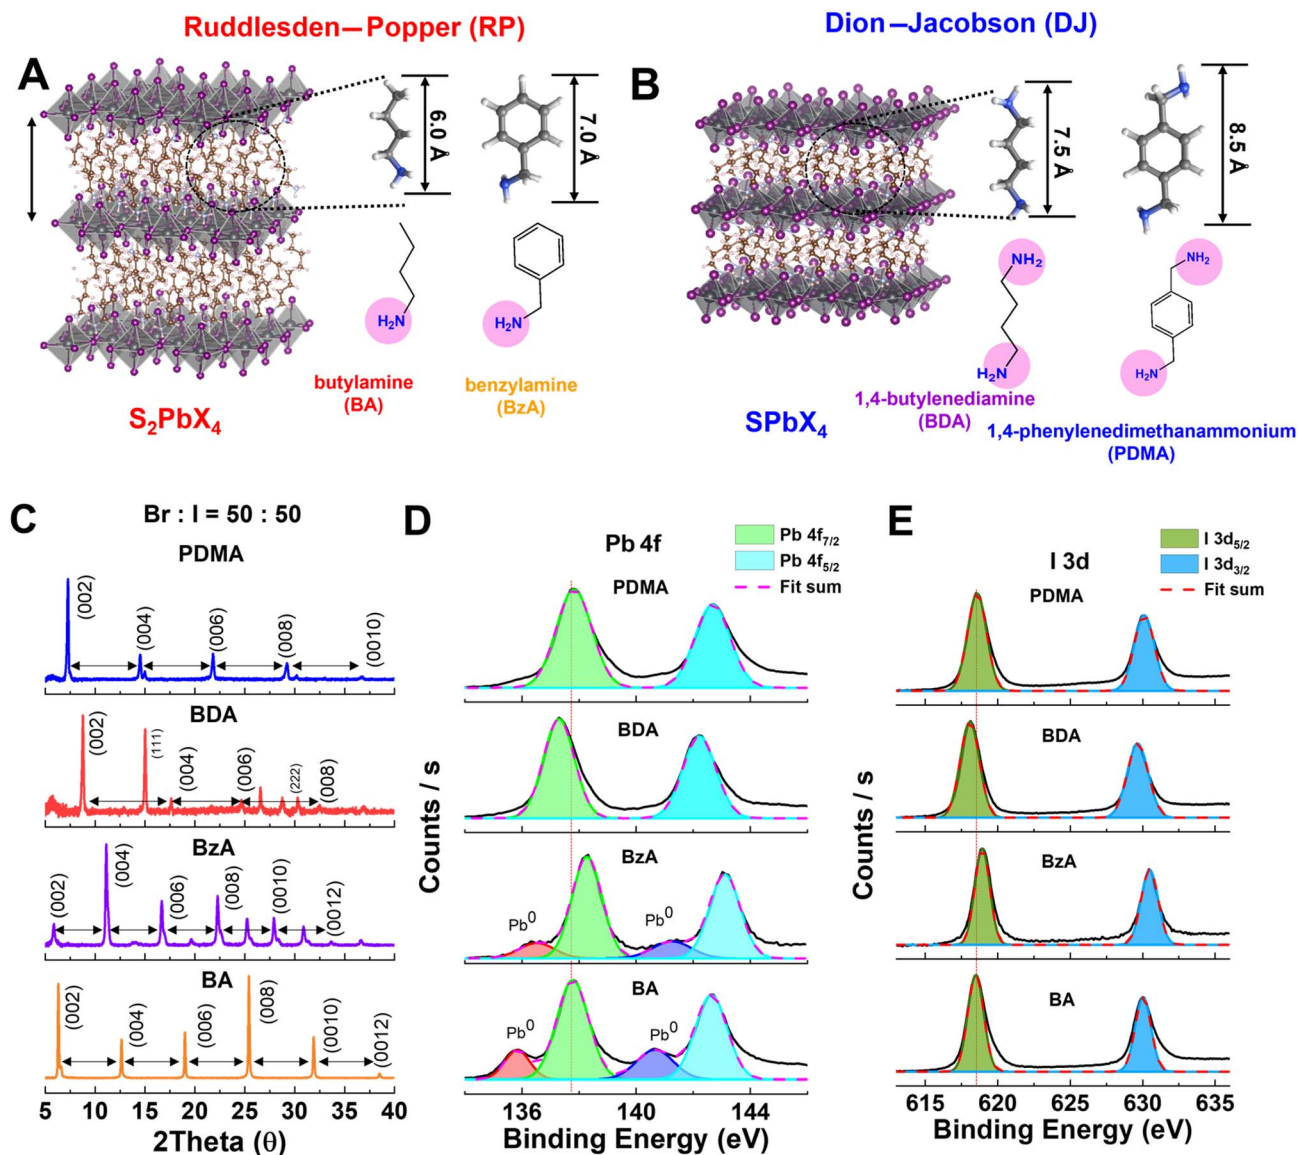 Ruddlesden—Popper (RP)
Dion—Jacobson (DJ)
A
6.0 Å
7.0 Å
H₂N
H₂N
butylamine
(BA)
benzylamine
(BzA)
S₂PbX₄
B
7.5 Å
8.5 Å
NH₂
H₂N
NH₂
H₂N
1,4-butylenediamine
(BDA)
SPbX₄
1,4-phenylenedimethanammonium
(PDMA)
C
Br : I = 50 : 50
PDMA
(002)
(004)
(006)
(008)
(0010)
BDA
(002)
(111)
(004)
(006)
(222)
(008)
BzA
(002)
(004)
(006)
(008)
(0010)
(0012)
BA
(002)
(004)
(006)
(008)
(0010)
(0012)
5 10 15 20 25 30 35 40
2Theta (θ)
D
Pb 4f
Pb 4f₇/₂
Pb 4f₅/₂
Fit sum
PDMA
BDA
BzA
Pb⁰
Pb⁰
BA
Pb⁰
Pb⁰
Counts / s
136 140 144
Binding Energy (eV)
E
I 3d
I 3d₅/₂
I 3d₃/₂
Fit sum
PDMA
BDA
BzA
BA
Counts / s
615 620 625 630 635
Binding Energy (eV)